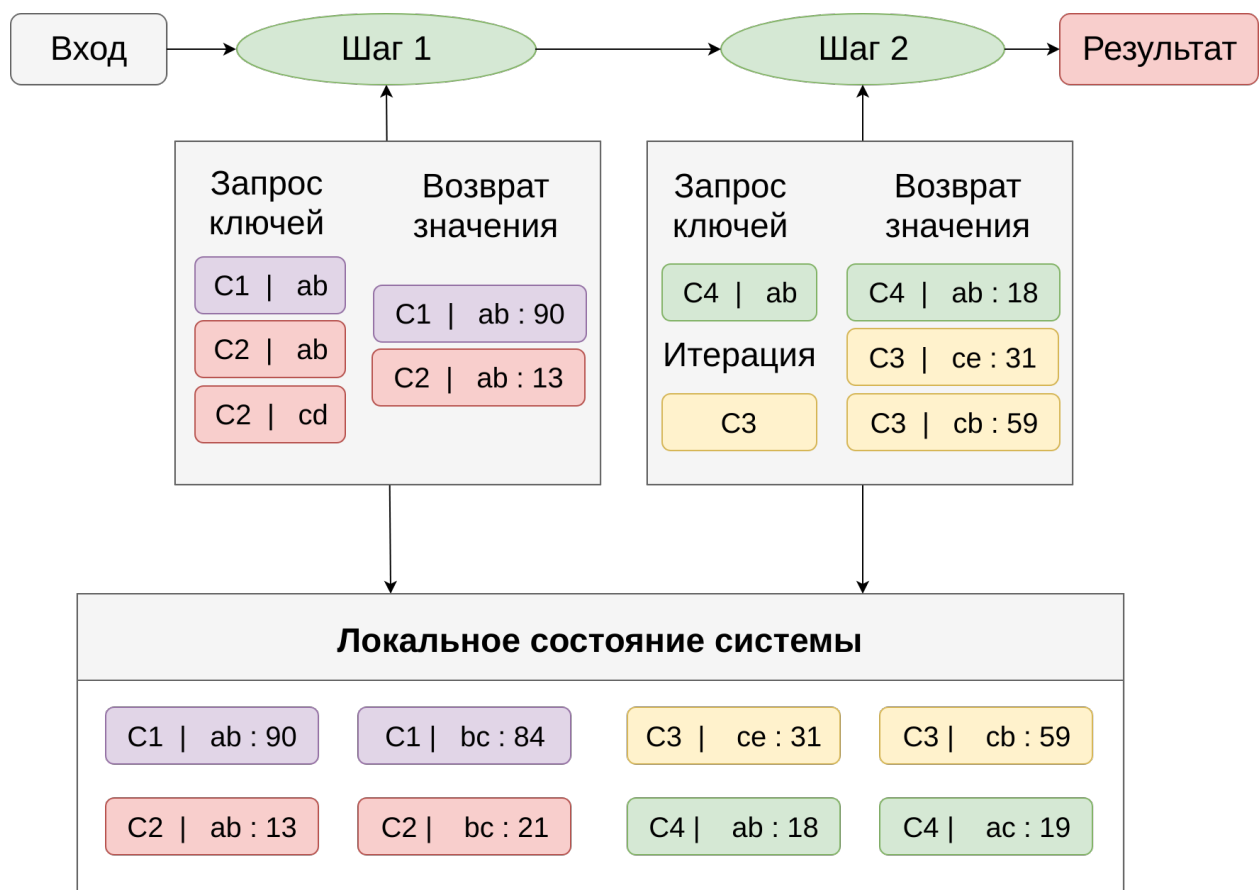 Вход
Шаг 1
Шаг 2
Результат
Запрос
ключей
Возврат
значения
C1 | ab
C2 | ab
C2 | cd
C1 | ab : 90
C2 | ab : 13
Запрос
ключей
Возврат
значения
C4 | ab
Итерация
C3
C4 | ab : 18
C3 | ce : 31
C3 | cb : 59
Локальное состояние системы
C1 | ab : 90
C1 | bc : 84
C3 | ce : 31
C3 | cb : 59
C2 | ab : 13
C2 | bc : 21
C4 | ab : 18
C4 | ac : 19